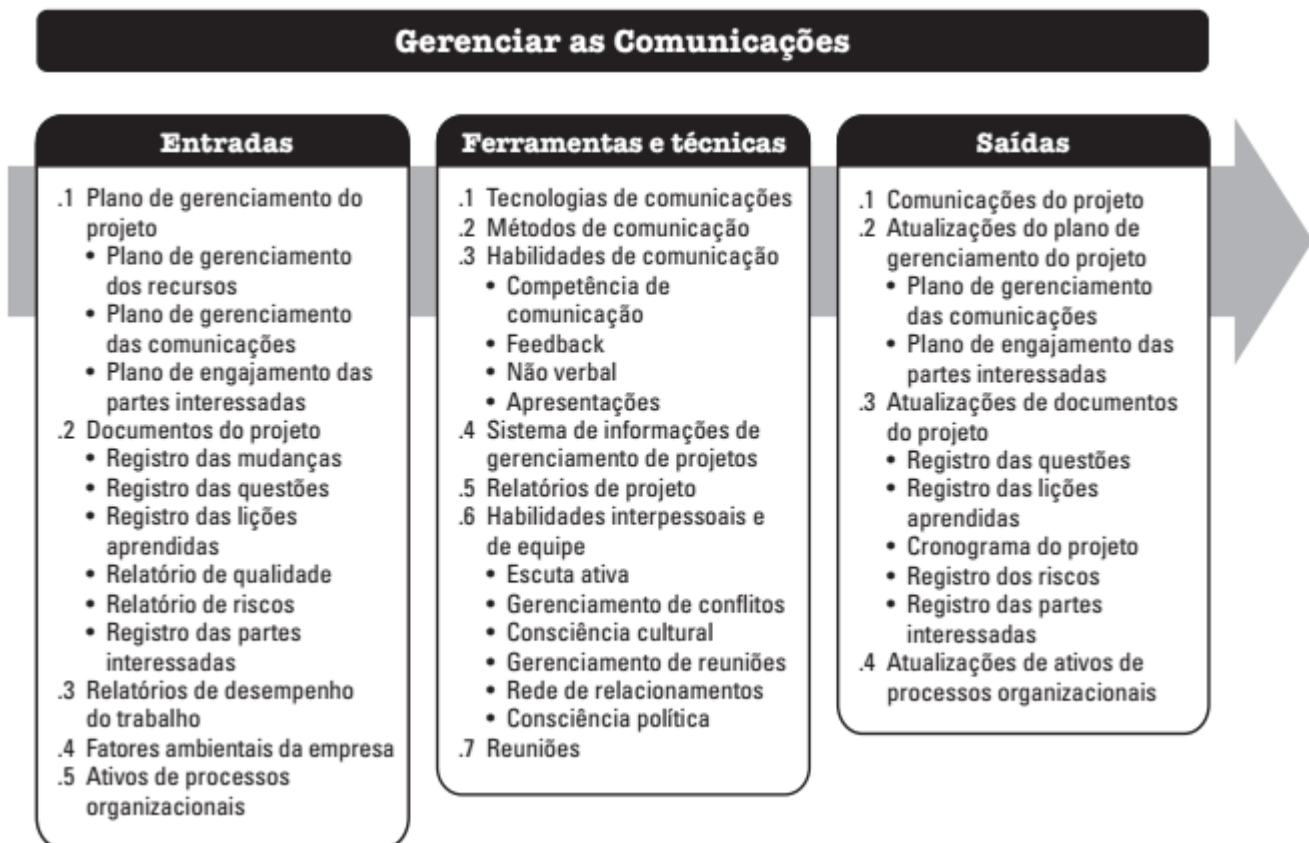 Gerenciar as Comunicações
Entradas
.1 Plano de gerenciamento do
projeto
• Plano de gerenciamento
dos recursos
• Plano de gerenciamento
das comunicações
• Plano de engajamento das
partes interessadas
.2 Documentos do projeto
• Registro das mudanças
• Registro das questões
• Registro das lições
aprendidas
• Relatório de qualidade
• Relatório de riscos
• Registro das partes
interessadas
.3 Relatórios de desempenho
do trabalho
.4 Fatores ambientais da empresa
.5 Ativos de processos
organizacionais
Ferramentas e técnicas
.1 Tecnologias de comunicações
.2 Métodos de comunicação
.3 Habilidades de comunicação
• Competência de
comunicação
• Feedback
• Não verbal
• Apresentações
.4 Sistema de informações de
gerenciamento de projetos
.5 Relatórios de projeto
.6 Habilidades interpessoais e
de equipe
• Escuta ativa
• Gerenciamento de conflitos
• Consciência cultural
• Gerenciamento de reuniões
• Rede de relacionamentos
• Consciência política
.7 Reuniões
Saídas
.1 Comunicações do projeto
.2 Atualizações do plano de
gerenciamento do projeto
• Plano de gerenciamento
das comunicações
• Plano de engajamento das
partes interessadas
.3 Atualizações de documentos
do projeto
• Registro das questões
• Registro das lições
aprendidas
• Cronograma do projeto
• Registro dos riscos
• Registro das partes
interessadas
.4 Atualizações de ativos de
processos organizacionais